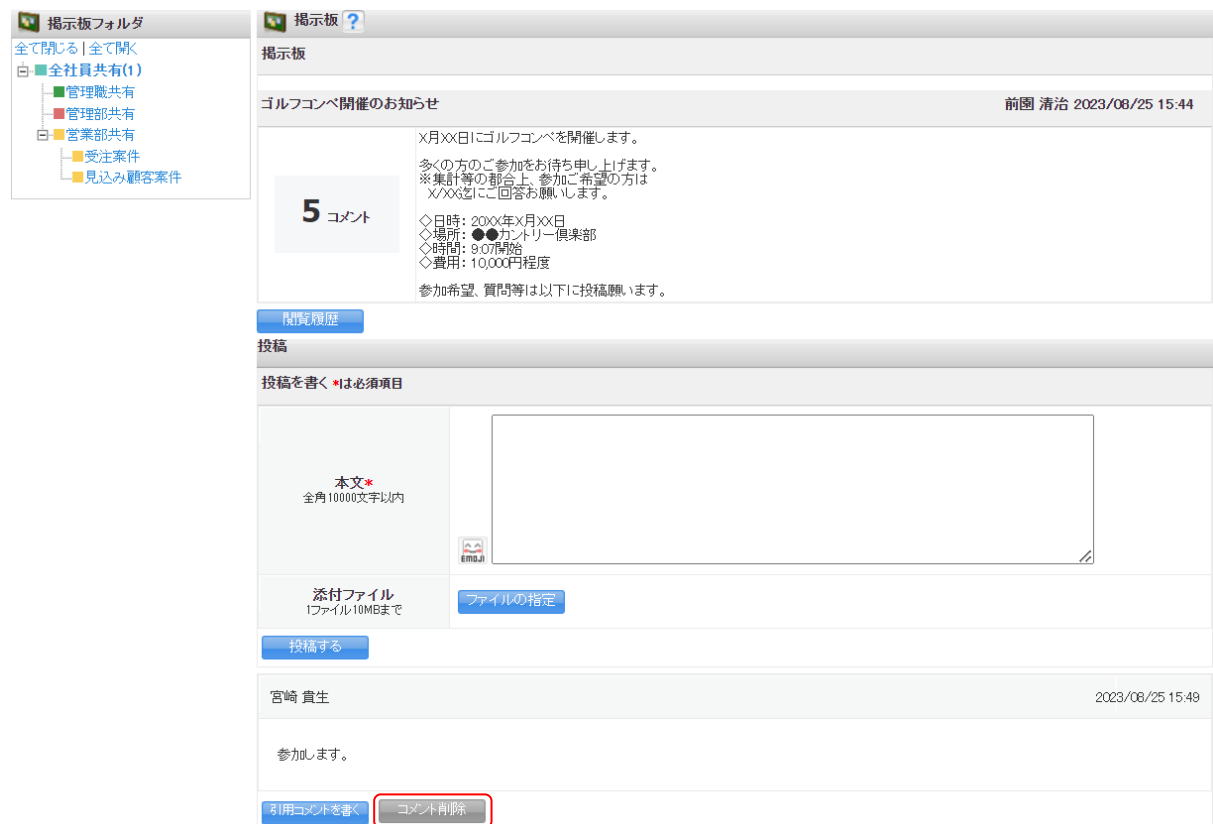 掲示板フォルダ
全て閉じる | 全て開く
全社員共有(1)
管理職共有
管理部共有
営業部共有
受注案件
見込み顧客案件
掲示板 ?
掲示板
ゴルフコンペ開催のお知らせ 前園 清治 2023/08/25 15:44
5 コメント
X月XX日にゴルフコンペを開催します。
多くの方のご参加をお待ち申し上げます。
※集計等の都合上、参加ご希望の方は
X/XX迄にご回答お願いします。
◇日時：20XX年X月XX日
◇場所：●●カントリー倶楽部
◇時間：9:07開始
◇費用：10,000円程度
参加希望、質問等は以下に投稿願います。
閲覧履歴
投稿
投稿を書く *は必須項目
本文*
全角10000文字以内
EMOJI
添付ファイル
1ファイル10MBまで
ファイルの指定
投稿する
宮崎 貴生 2023/08/25 15:49
参加します。
引用コメントを書く コメント削除